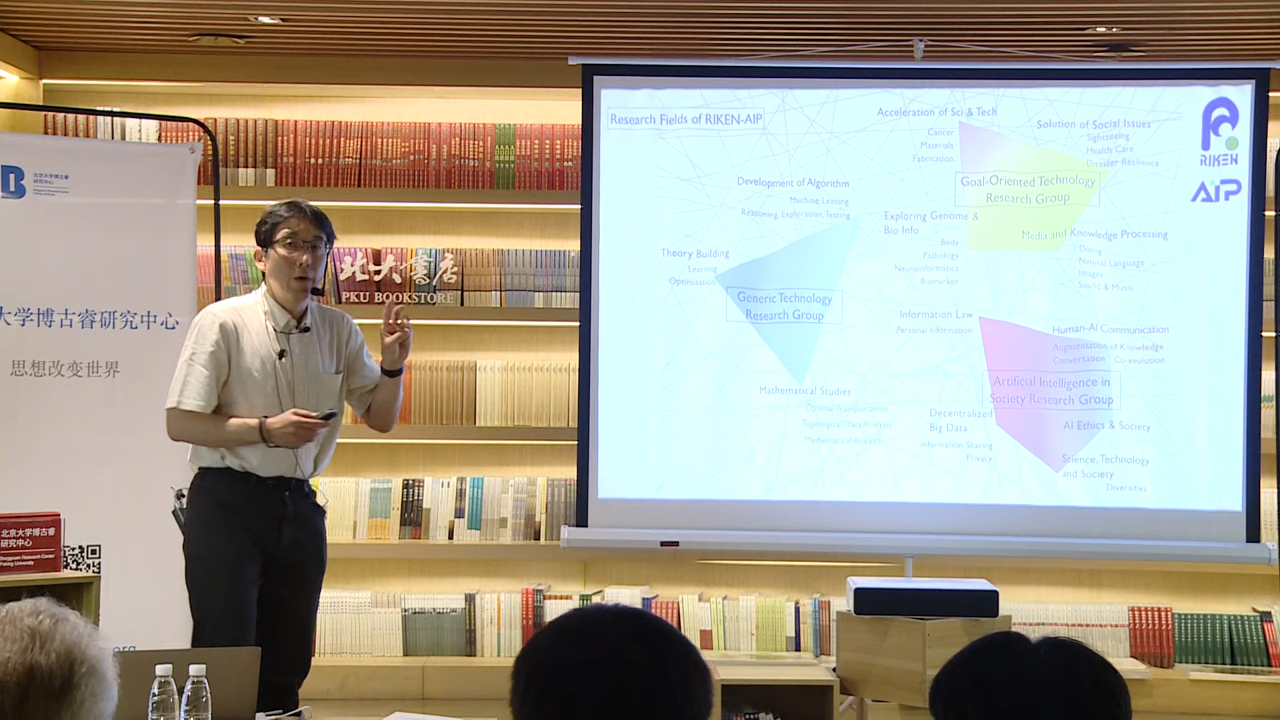 B
北京大学博古睿
研究中心
大学博古睿研究中心
思想改变世界
北京大学博古睿
研究中心
Berggruen Research Center
Peking University
北大書店
PKU BOOKSTORE
Research Fields of RIKEN-AIP
RIKEN
AIP
Acceleration of Sci & Tech
Cancer
Materials
Fabrication
Solution of Social Issues
Sightseeing
Health Care
Disaster Resilience
Goal-Oriented Technology
Research Group
Development of Algorithm
Machine Leaning
Reasoning, Exploration, Testing
Exploring Genome &
Bio Info
Body
Pathology
Neuroinformatics
Biomarker
Media and Knowledge Processing
Dialog
Natural Language
Images
Sound & Music
Theory Building
Learning
Optimization
Generic Technology
Research Group
Information Law
Personal Information
Human-AI Communication
Augmentation of Knowledge
Conversation Co-evolution
Artificial Intelligence in
Society Research Group
Mathematical Studies
Optimal Transportation
Topological Data Analysis
Mathematical Analysis
Decentralized
Big Data
Information Sharing
Privacy
AI Ethics & Society
Science, Technology
and Society
Diversities